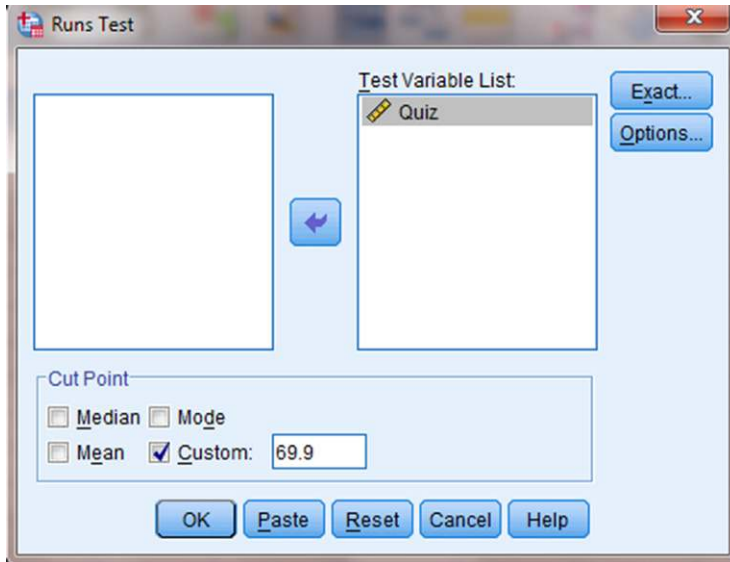 Runs Test
Test Variable List:
Quiz
Exact...
Options...
Cut Point
Median Mode
Mean Custom: 69.9
OK Paste Reset Cancel Help